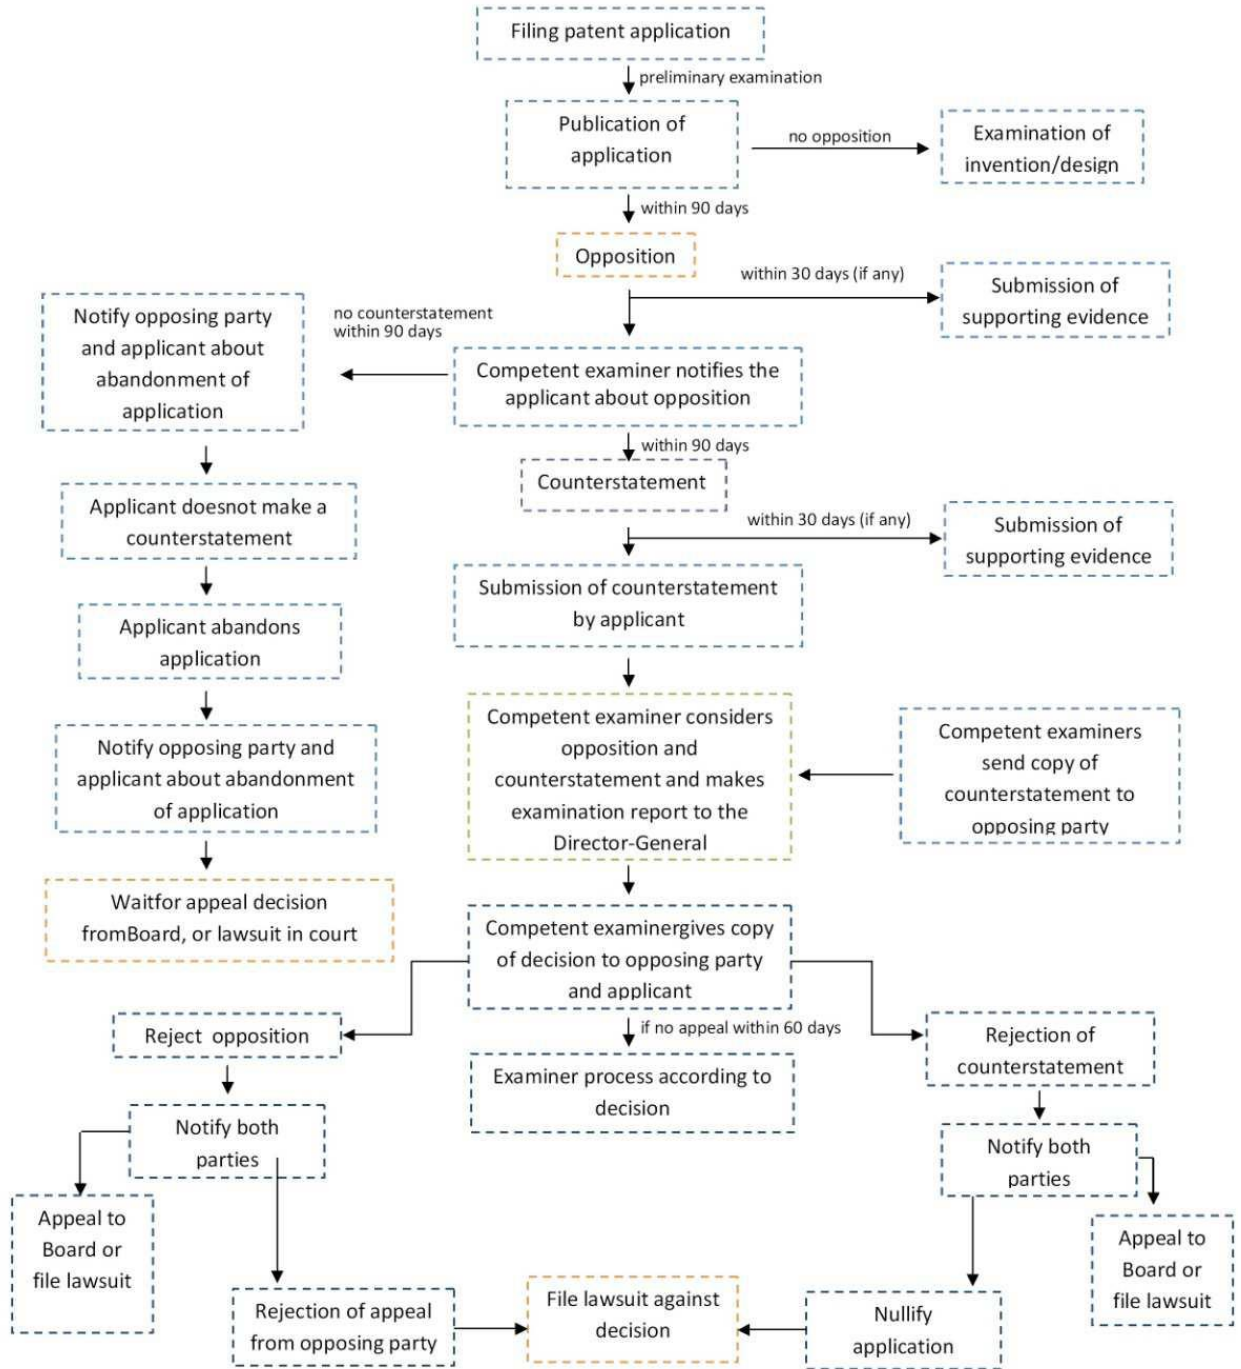 Filing patent application
preliminary examination
Publication of
application
no opposition
Examination of
invention/design
within 90 days
Opposition
within 30 days (if any)
Submission of
supporting evidence
Notify opposing party
and applicant about
abandonment of
application
no counterstatement
within 90 days
Competent examiner notifies the
applicant about opposition
within 90 days
Counterstatement
Applicant doesnot make a
counterstatement
within 30 days (if any)
Submission of
supporting evidence
Submission of counterstatement
by applicant
Applicant abandons
application
Notify opposing party and
applicant about abandonment
of application
Competent examiner considers
opposition and
counterstatement and makes
examination report to the
Director-General
Competent examiners
send copy of
counterstatement to
opposing party
Waitfor appeal decision
fromBoard, or lawsuit in court
Competent examinergives copy
of decision to opposing party
and applicant
Reject opposition
if no appeal within 60 days
Rejection of
counterstatement
Examiner process according to
decision
Notify both
parties
Notify both
parties
Appeal to
Board or
file lawsuit
Appeal to
Board or
file lawsuit
Rejection of appeal
from opposing party
File lawsuit against
decision
Nullify
application